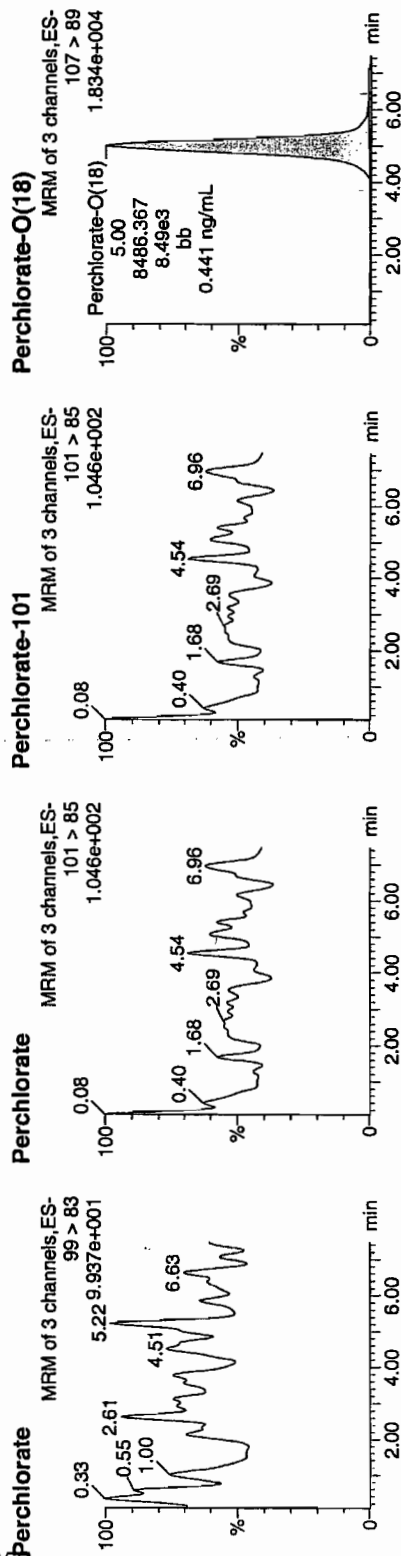 Perchlorate
MRM of 3 channels,ES-
99 > 83
9.937e+001
0.33
0.55
1.00
2.61
4.51
5.22
6.63
100
%
0
2.00
4.00
6.00
min
Perchlorate
MRM of 3 channels,ES-
101 > 85
1.046e+002
0.08
0.40
1.68
2.69
4.54
6.96
100
%
0
2.00
4.00
6.00
min
Perchlorate-101
MRM of 3 channels,ES-
101 > 85
1.046e+002
0.08
0.40
1.68
2.69
4.54
6.96
100
%
0
2.00
4.00
6.00
min
Perchlorate-O(18)
MRM of 3 channels,ES-
107 > 89
1.834e+004
Perchlorate-O(18)
5.00
8486.367
8.49e3
bb
0.441 ng/mL
100
%
0
2.00
4.00
6.00
min